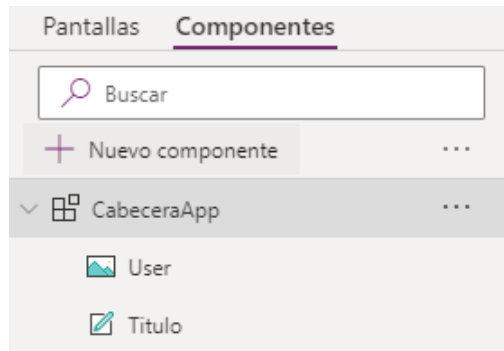 Pantallas Componentes
Buscar
Nuevo componente
CabeceraApp
User
Titulo